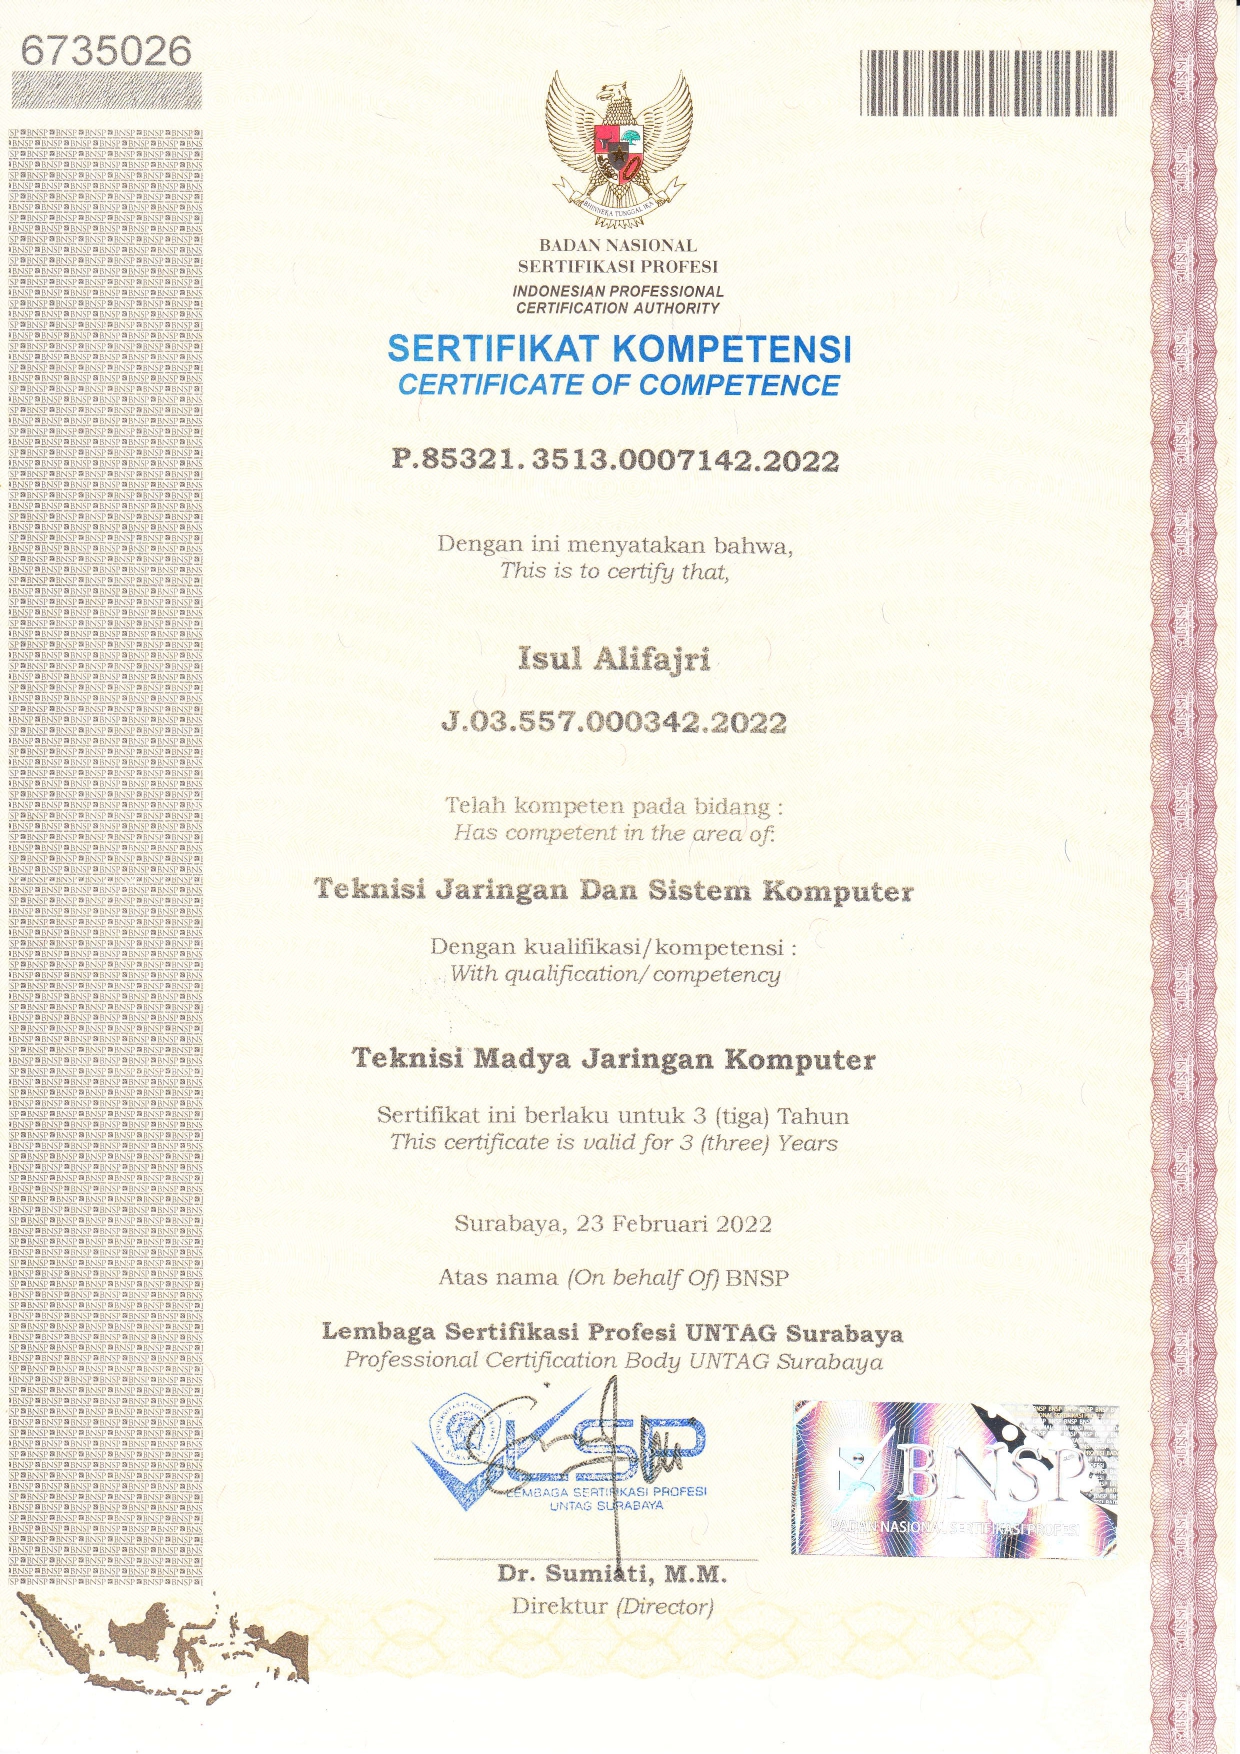 6735026
BHINNEKA TUNGGAL IKA
BADAN NASIONAL
SERTIFIKASI PROFESI
INDONESIAN PROFESSIONAL
CERTIFICATION AUTHORITY
SERTIFIKAT KOMPETENSI
CERTIFICATE OF COMPETENCE
P.85321.3513.0007142.2022
Dengan ini menyatakan bahwa,
This is to certify that,
Isul Alifajri
J.03.557.000342.2022
Telah kompeten pada bidang :
Has competent in the area of:
Teknisi Jaringan Dan Sistem Komputer
Dengan kualifikasi/kompetensi :
With qualification/competency
Teknisi Madya Jaringan Komputer
Sertifikat ini berlaku untuk 3 (tiga) Tahun
This certificate is valid for 3 (three) Years
Surabaya, 23 Februari 2022
Atas nama (On behalf Of) BNSP
Lembaga Sertifikasi Profesi UNTAG Surabaya
Professional Certification Body UNTAG Surabaya
LSP
LEMBAGA SERTIFIKASI PROFESI
UNTAG SURABAYA
BNSP
BADAN NASIONAL SERTIFIKASI PROFESI
Dr. Sumiati, M.M.
Direktur (Director)